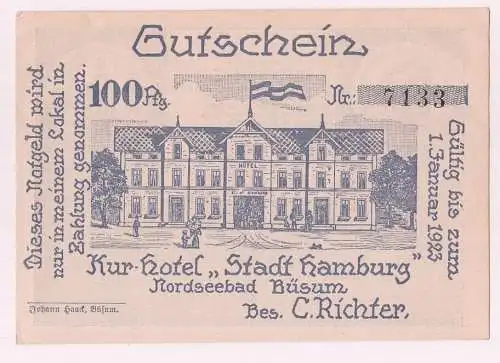 Gutschein
100 Pfg.
Nr.: 7133
Dieses Notgeld wird
nur in meinem Lokal in
Zahlung genommen.
Gültig bis zum
1. Januar 1923
HOTEL
Kur-Hotel „Stadt Hamburg"
Nordseebad Büsum
Bes. C. Richter.
Johann Haack, Büsum.